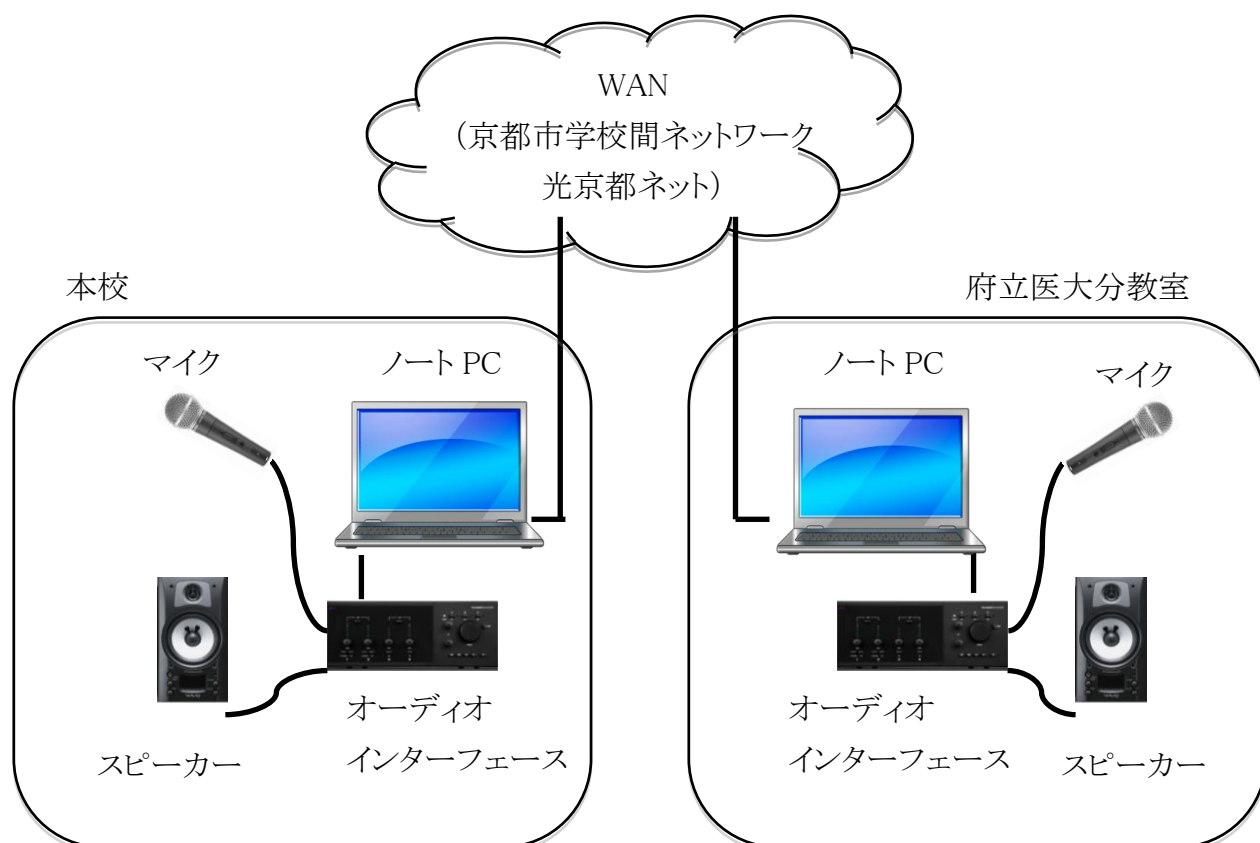 WAN
（京都市学校間ネットワーク
光京都ネット）
本校
府立医大分教室
マイク
ノート PC
ノート PC
マイク
オーディオ
インターフェース
スピーカー
オーディオ
インターフェース
スピーカー